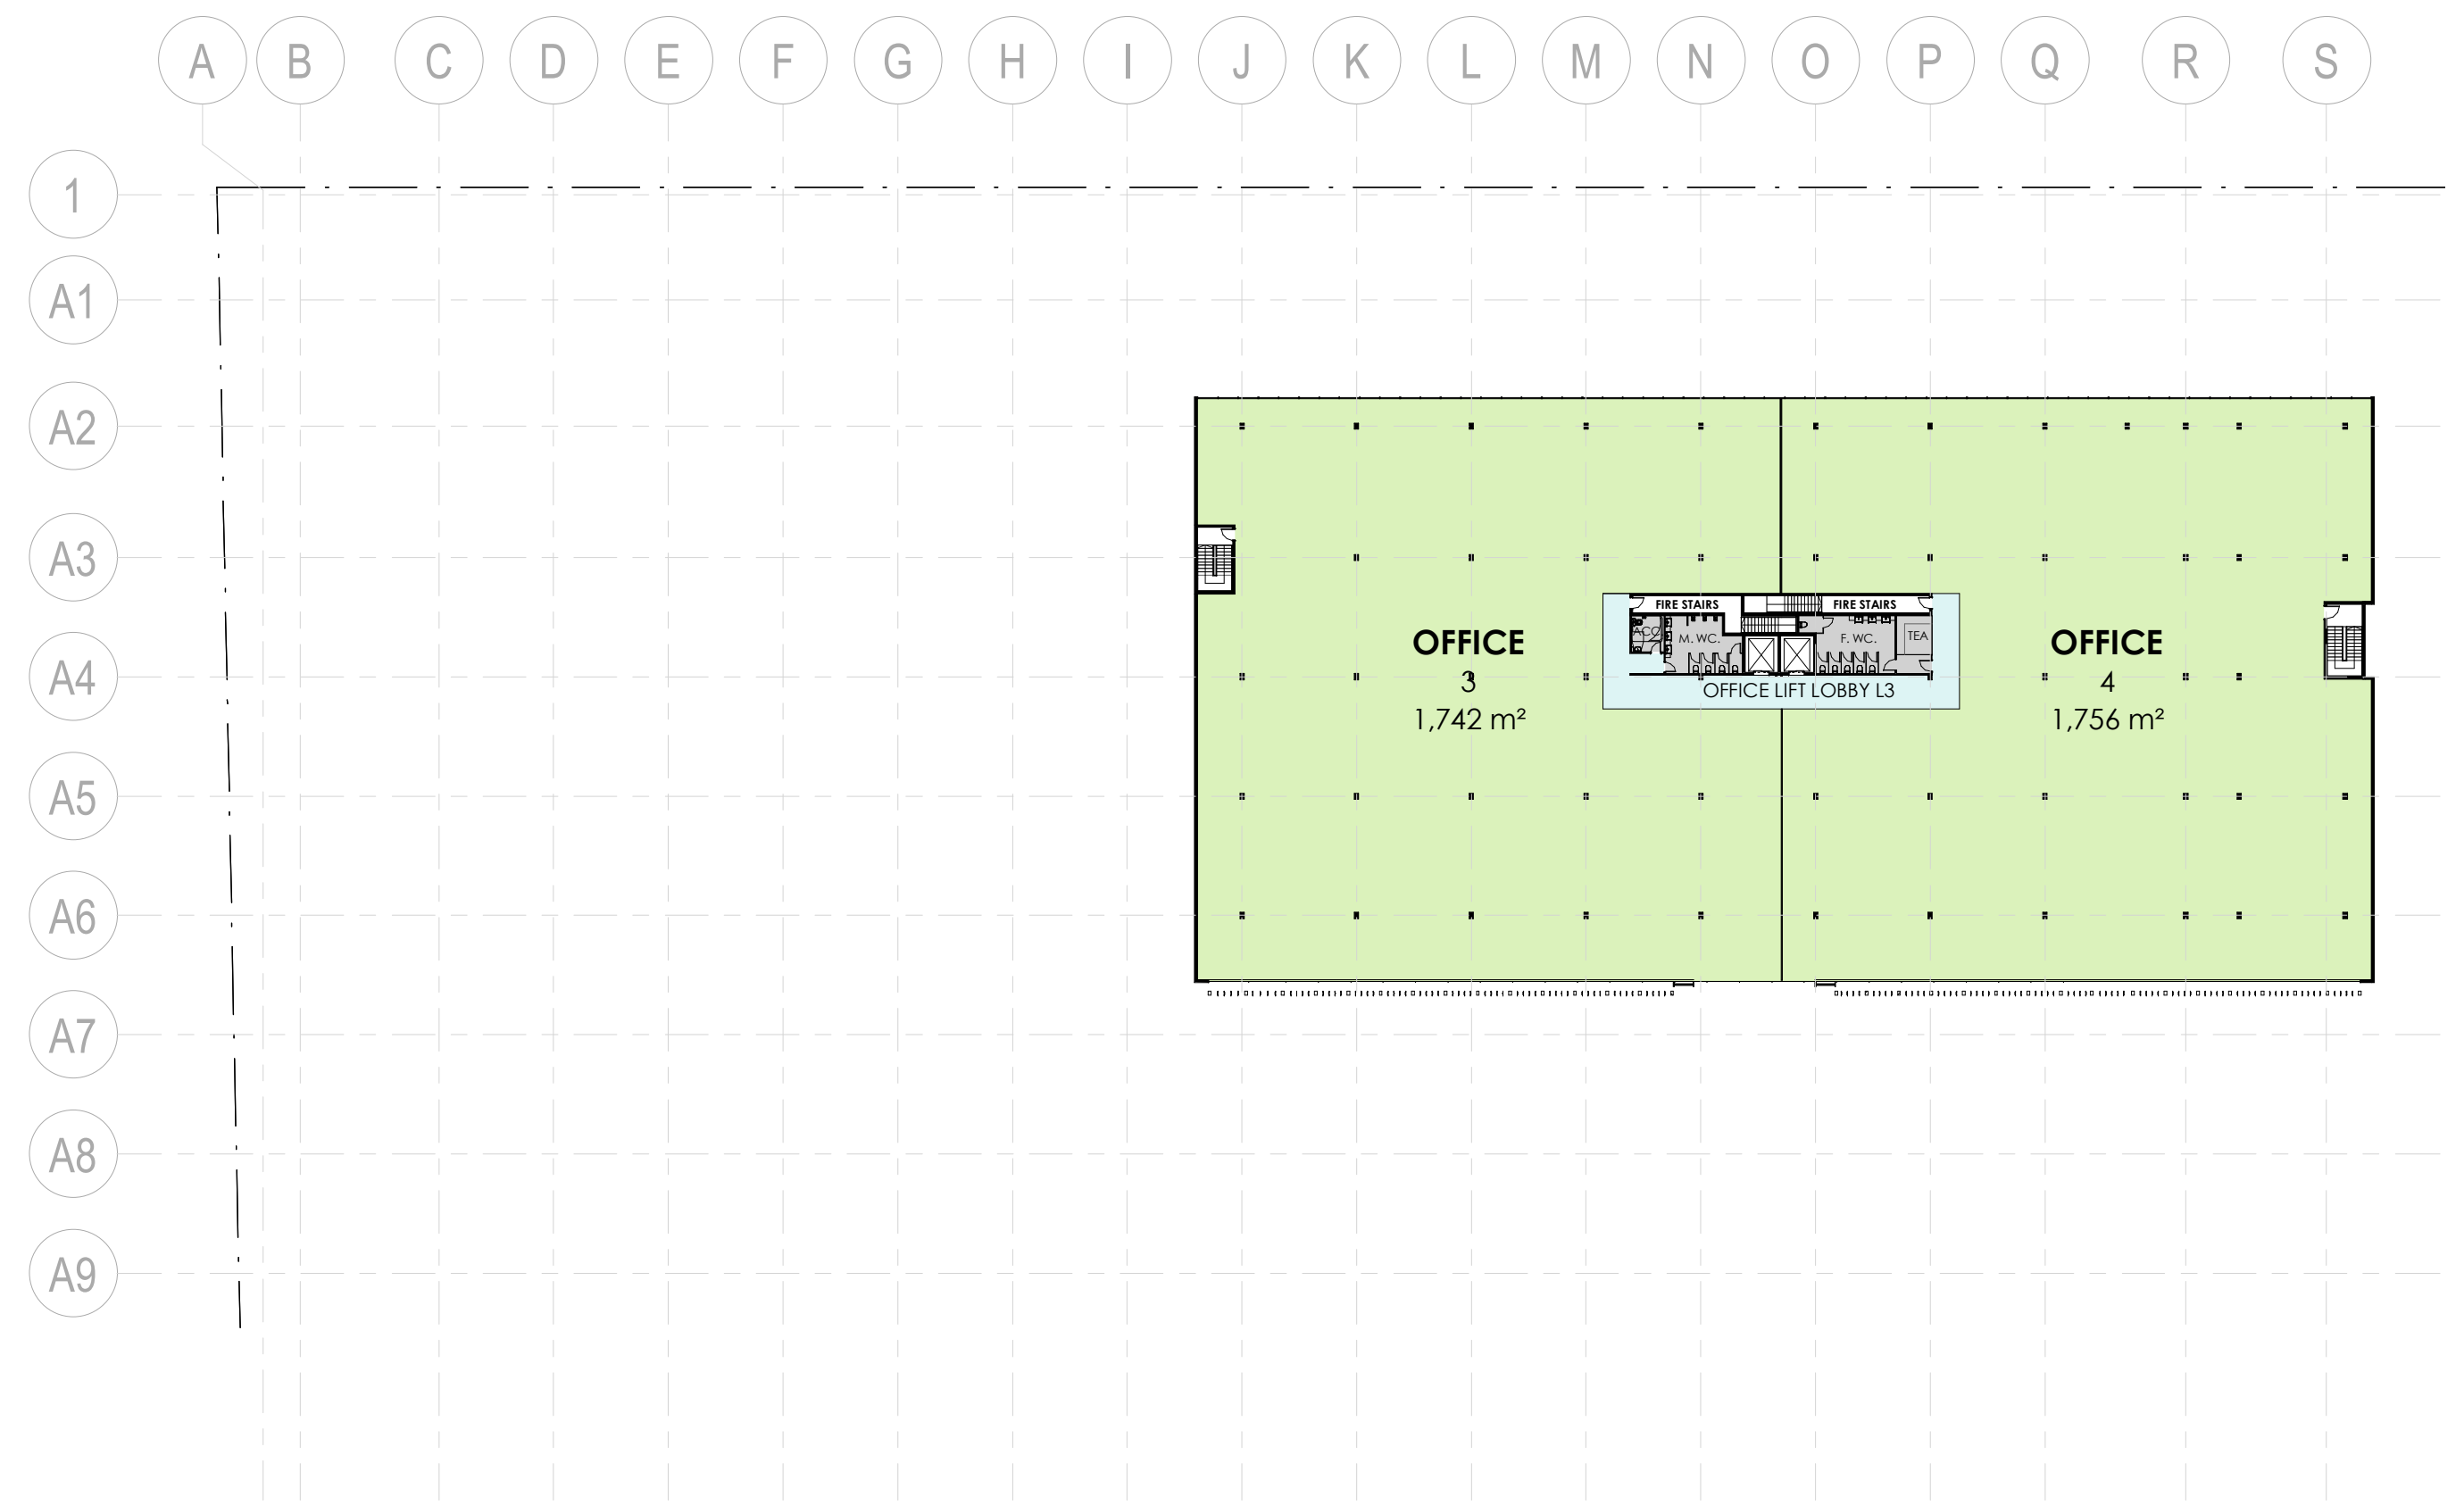 A B C D E F G H I J K L M N O P Q R S
1
A1
A2
A3
A4
A5
A6
A7
A8
A9
FIRE STAIRS
FIRE STAIRS
ACC.
M. WC.
F. WC.
TEA
OFFICE LIFT LOBBY L3
OFFICE
3
1,742 m²
OFFICE
4
1,756 m²